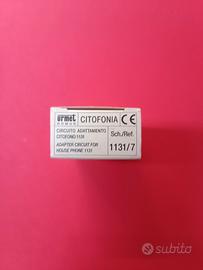 urmet
DOMUS
CITOFONIA CE
CIRCUITO ADATTAMENTO
CITOFONO 1131
Sch./Ref.
ADAPTER CIRCUIT FOR
HOUSE PHONE 1131
1131/7
subito